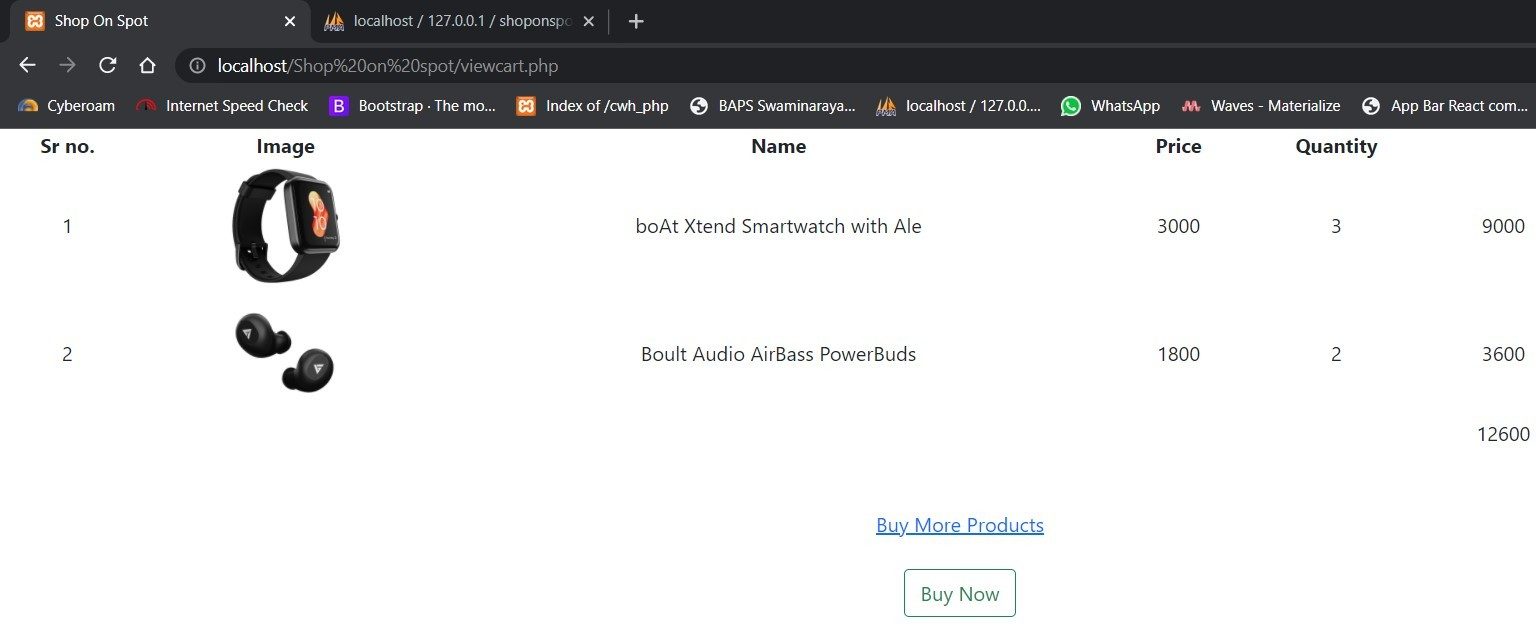 Shop On Spot
localhost / 127.0.0.1 / shoponspo
localhost/Shop%20on%20spot/viewcart.php
Cyberoam Internet Speed Check B Bootstrap · The mo... Index of /cwh_php BAPS Swaminaraya... localhost / 127.0.0.... WhatsApp Waves - Materialize App Bar React com...
Sr no. Image Name Price Quantity
1 boAt Xtend Smartwatch with Ale 3000 3 9000
2 Boult Audio AirBass PowerBuds 1800 2 3600
12600
Buy More Products
Buy Now